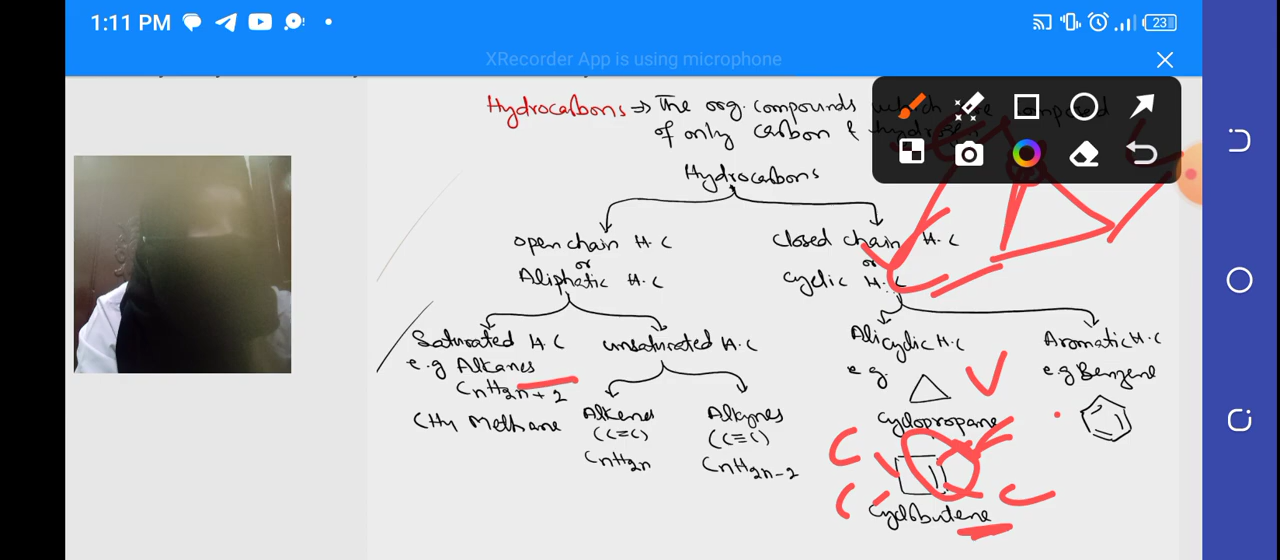 1:11 PM
23
XRecorder App is using microphone
Hydrocarbons → The org. compounds
of only carbon &
Hydrocarbons
open chain H.C
or
Aliphatic H.C
closed chain H.C
or
cyclic H.C
Saturated H.C
e.g Alkanes
CnH2n+2
CH4 Methane
unsaturated H.C
Alkenes
(C=C)
CnH2n
Alkynes
(C≡C)
CnH2n-2
Alicyclic H.C
e.g.
Cyclopropane
Cyclobutene
Aromatic H.C
e.g Benzene
C
C
C